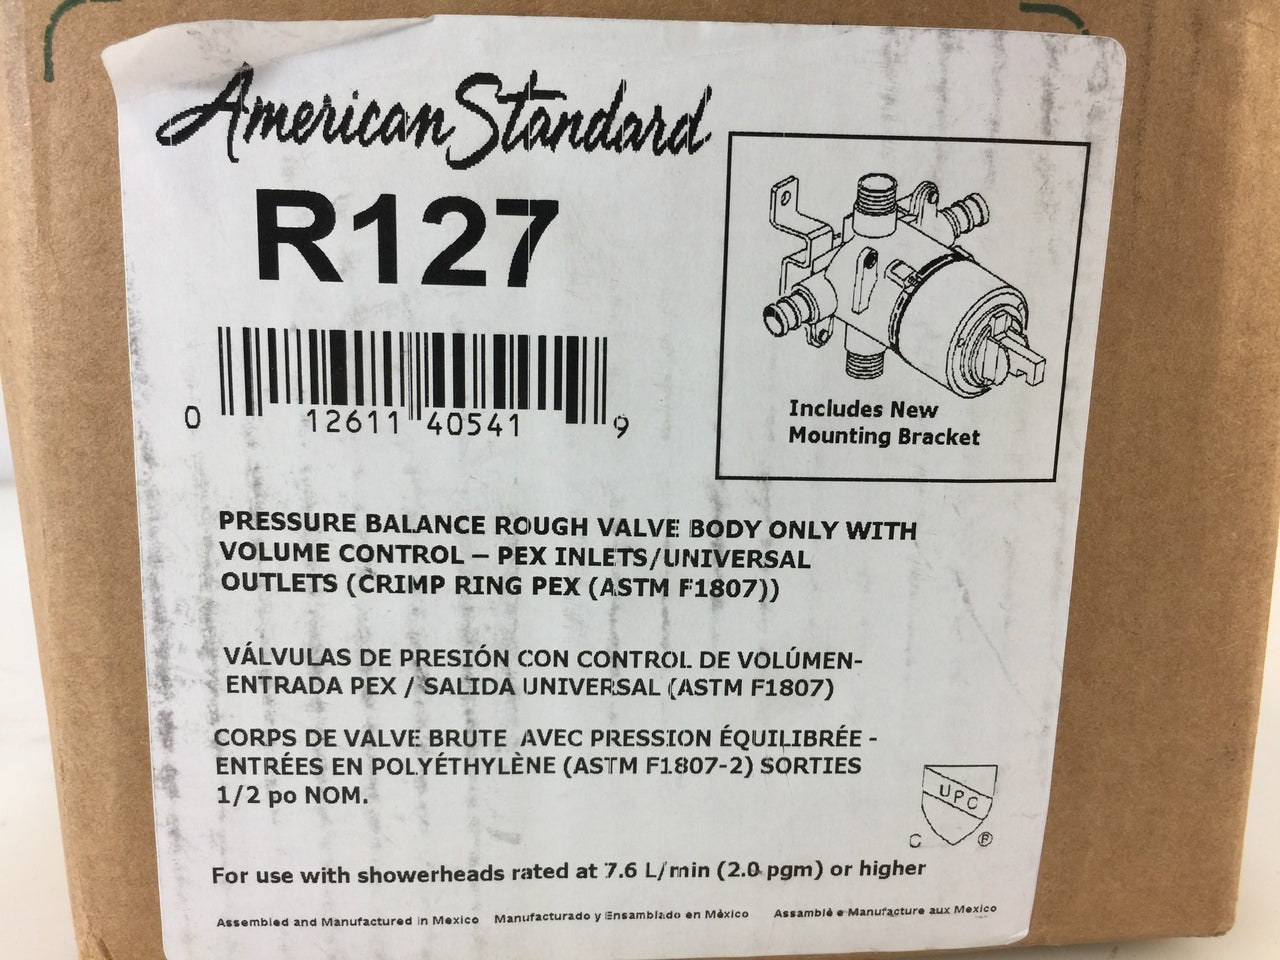 American Standard
R127
Includes New
Mounting Bracket
0 12611 40541 9
PRESSURE BALANCE ROUGH VALVE BODY ONLY WITH
VOLUME CONTROL – PEX INLETS/UNIVERSAL
OUTLETS (CRIMP RING PEX (ASTM F1807))
VÁLVULAS DE PRESIÓN CON CONTROL DE VOLÚMEN-
ENTRADA PEX / SALIDA UNIVERSAL (ASTM F1807)
CORPS DE VALVE BRUTE AVEC PRESSION ÉQUILIBRÉE -
ENTRÉES EN POLYÉTHYLÈNE (ASTM F1807-2) SORTIES
1/2 po NOM.
UPC
C ®
For use with showerheads rated at 7.6 L/min (2.0 pgm) or higher
Assembled and Manufactured in Mexico Manufacturado y Ensamblado en Mèxico Assamblè e Manufacture aux Mexico